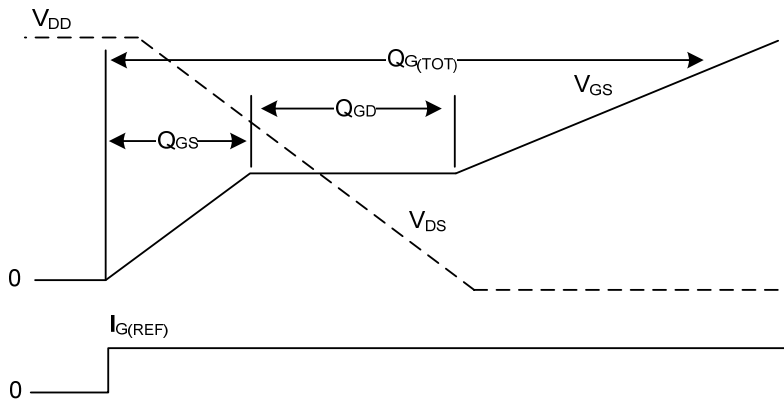 VDD
QG(TOT)
VGS
QGD
QGS
VDS
0
IG(REF)
0